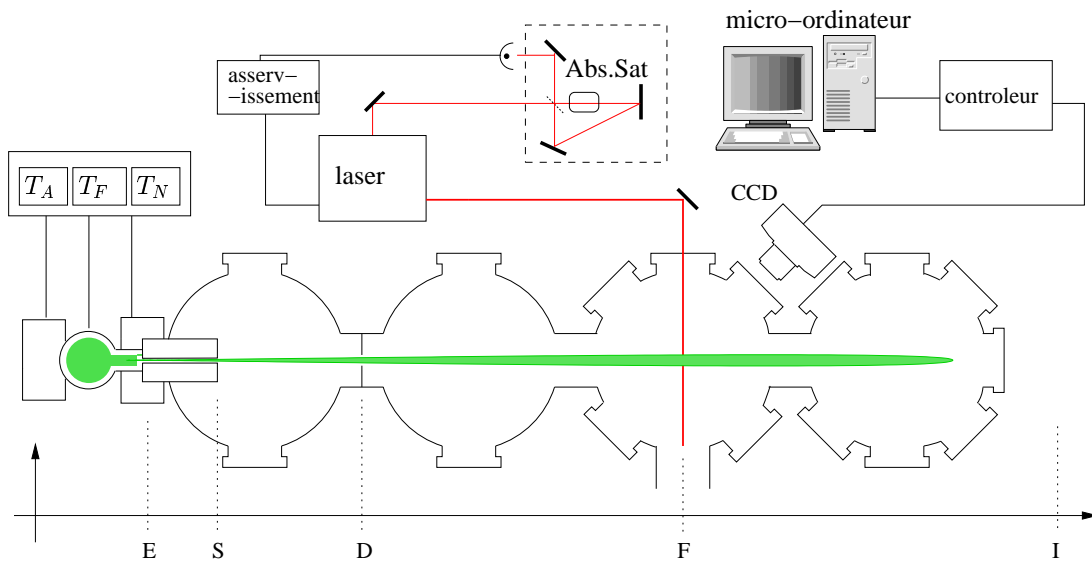 micro-ordinateur
Abs.Sat
asserv-
-issement
controleur
laser
T_A T_F T_N
CCD
E S D F I